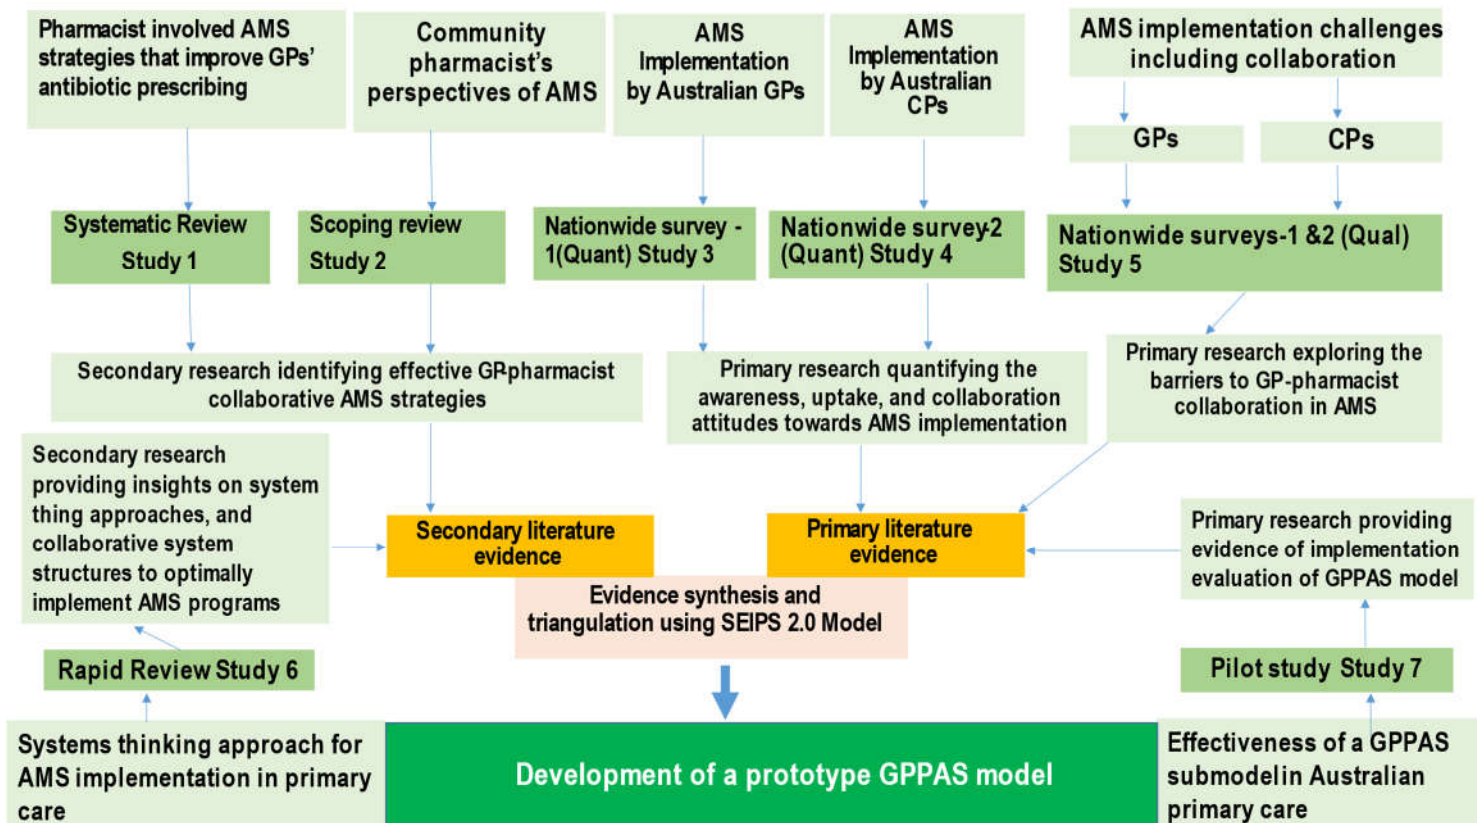 Pharmacist involved AMS
strategies that improve GPs'
antibiotic prescribing
Community
pharmacist's
perspectives of AMS
AMS
Implementation
by Australian GPs
AMS
Implementation
by Australian
CPs
AMS implementation challenges
including collaboration
GPs
CPs
Systematic Review
Study 1
Scoping review
Study 2
Nationwide survey -
1(Quant) Study 3
Nationwide survey-2
(Quant) Study 4
Nationwide surveys-1 &2 (Qual)
Study 5
Secondary research identifying effective GP-pharmacist
collaborative AMS strategies
Primary research quantifying the
awareness, uptake, and collaboration
attitudes towards AMS implementation
Primary research exploring the
barriers to GP-pharmacist
collaboration in AMS
Secondary research
providing insights on system
thing approaches, and
collaborative system
structures to optimally
implement AMS programs
Secondary literature
evidence
Primary literature
evidence
Primary research providing
evidence of implementation
evaluation of GPPAS model
Evidence synthesis and
triangulation using SEIPS 2.0 Model
Rapid Review Study 6
Pilot study Study 7
Systems thinking approach for
AMS implementation in primary
care
Development of a prototype GPPAS model
Effectiveness of a GPPAS
submodel in Australian
primary care